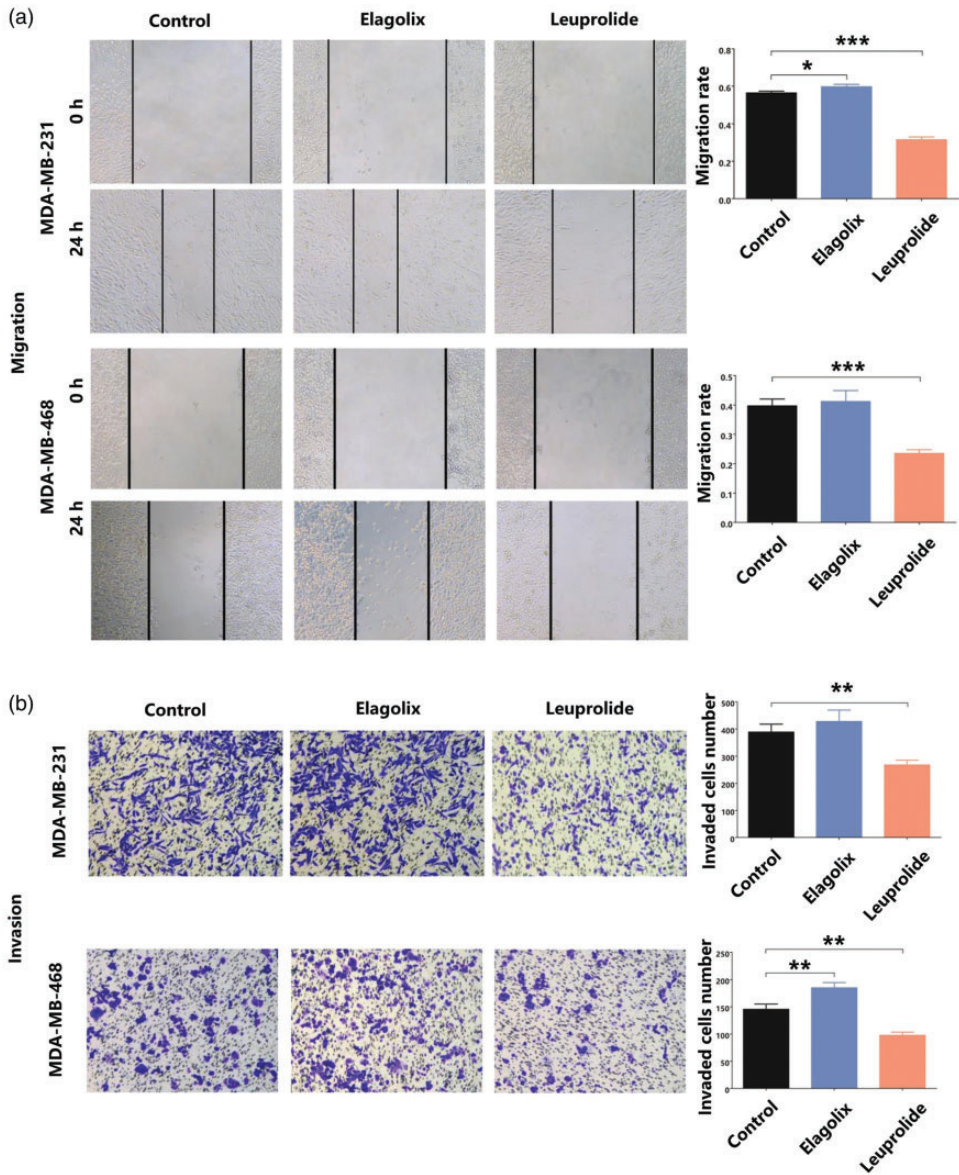 (a)
Control
Elagolix
Leuprolide
Migration
MDA-MB-231
0 h
24 h
MDA-MB-468
0 h
24 h
Migration rate
0.8
0.6
0.4
0.2
0.0
*
***
Control
Elagolix
Leuprolide
Migration rate
0.5
0.4
0.3
0.2
0.1
0.0
***
Control
Elagolix
Leuprolide
(b)
Control
Elagolix
Leuprolide
Invasion
MDA-MB-231
MDA-MB-468
Invaded cells number
500
400
300
200
100
0
**
Control
Elagolix
Leuprolide
Invaded cells number
250
200
150
100
50
0
**
**
Control
Elagolix
Leuprolide